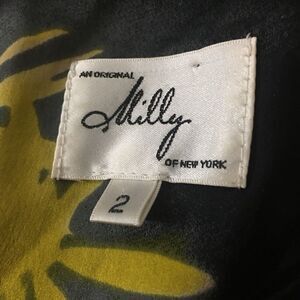 AN ORIGINAL
Milly
OF NEW YORK
2